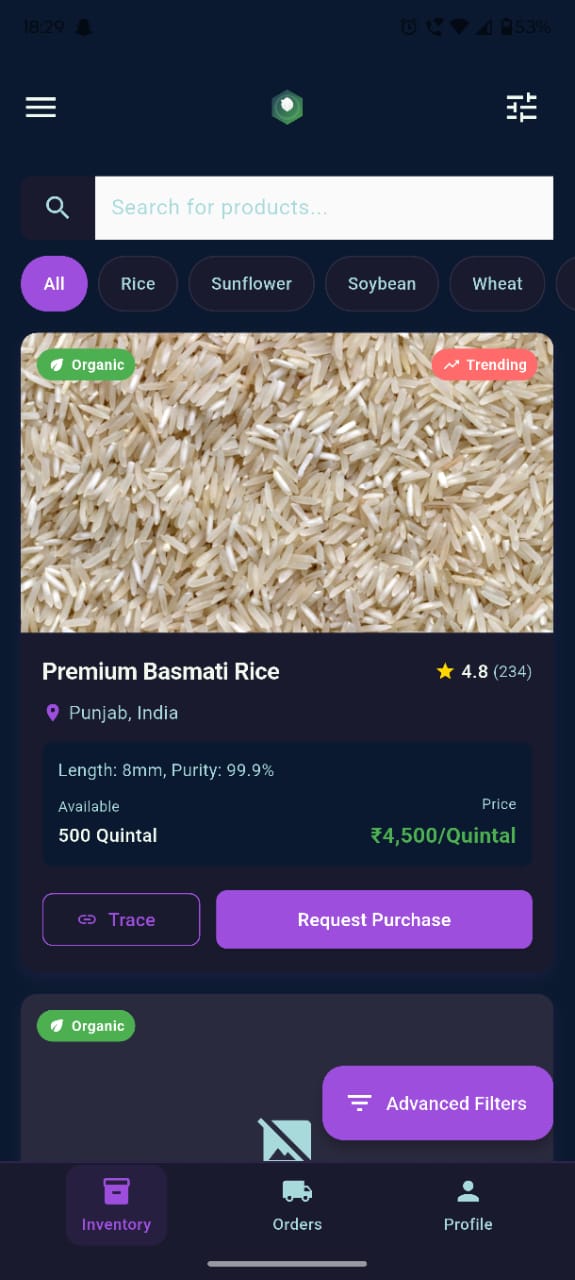 18:29 53%
Search for products...
All Rice Sunflower Soybean Wheat
Organic Trending
Premium Basmati Rice 4.8 (234)
Punjab, India
Length: 8mm, Purity: 99.9%
Available Price
500 Quintal ₹4,500/Quintal
Trace Request Purchase
Organic
Advanced Filters
Inventory Orders Profile